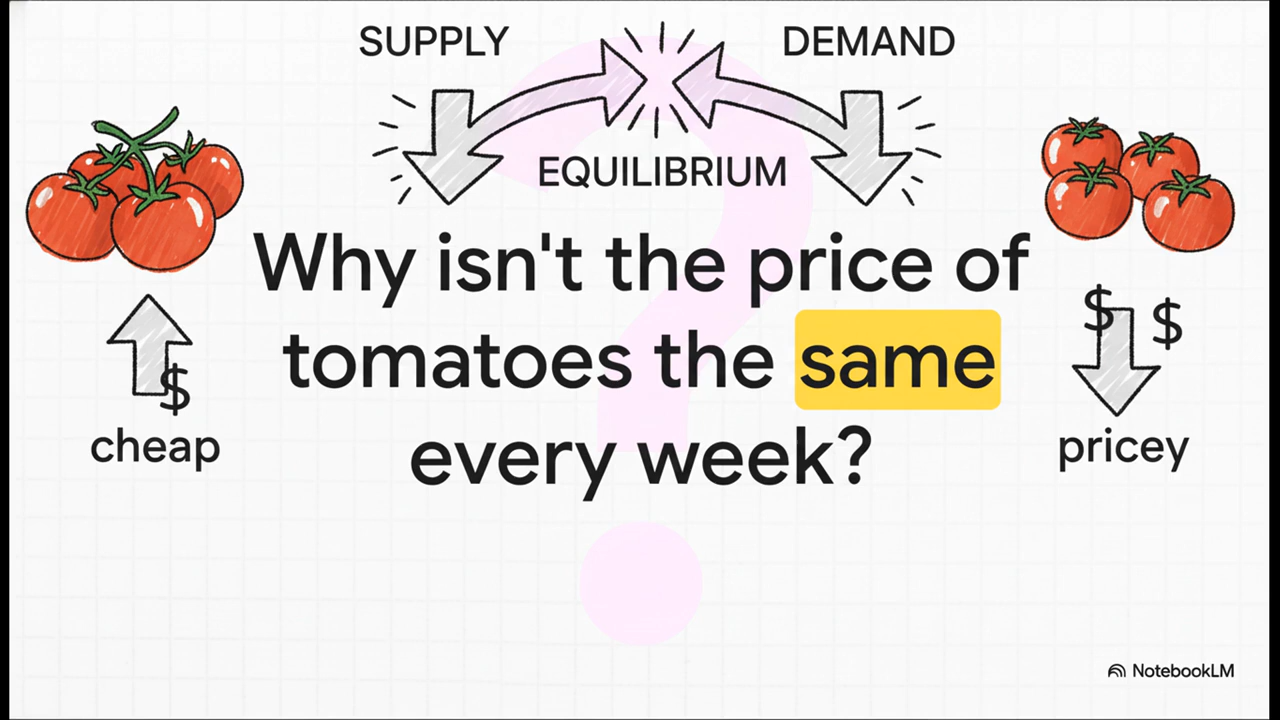 SUPPLY
DEMAND
EQUILIBRIUM
Why isn't the price of
tomatoes the same
every week?
$
cheap
$ $
pricey
NotebookLM